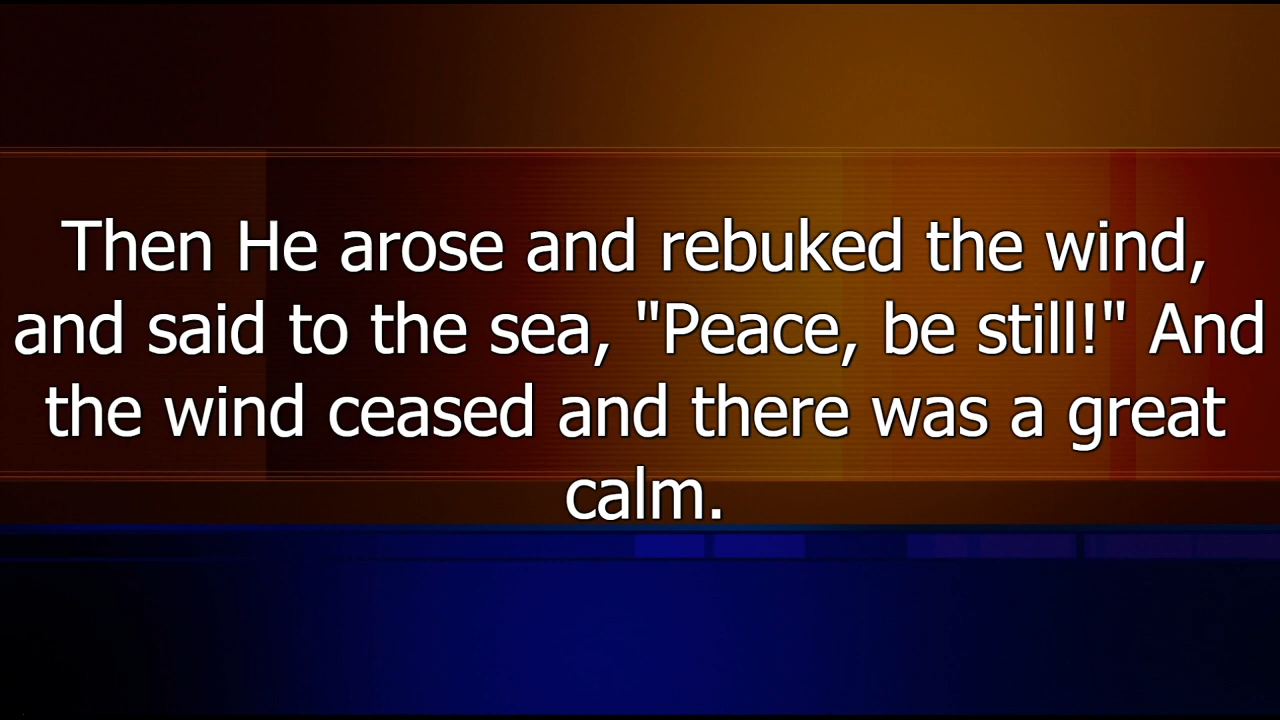 Then He arose and rebuked the wind,
and said to the sea, "Peace, be still!" And
the wind ceased and there was a great
calm.